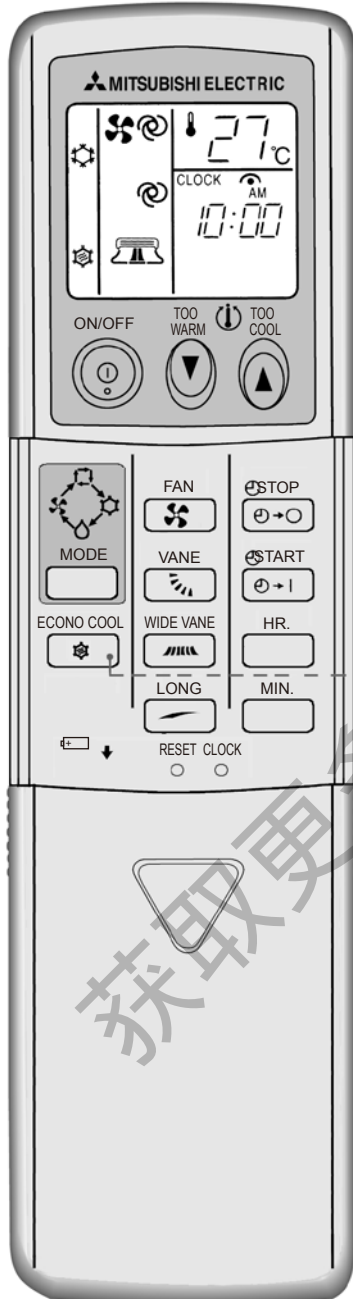 MITSUBISHI ELECTRIC
27°C
CLOCK
AM
10:00
ON/OFF
TOO WARM
TOO COOL
MODE
FAN
STOP
VANE
START
ECONO COOL
WIDE VANE
HR.
LONG
MIN.
RESET CLOCK
获取更